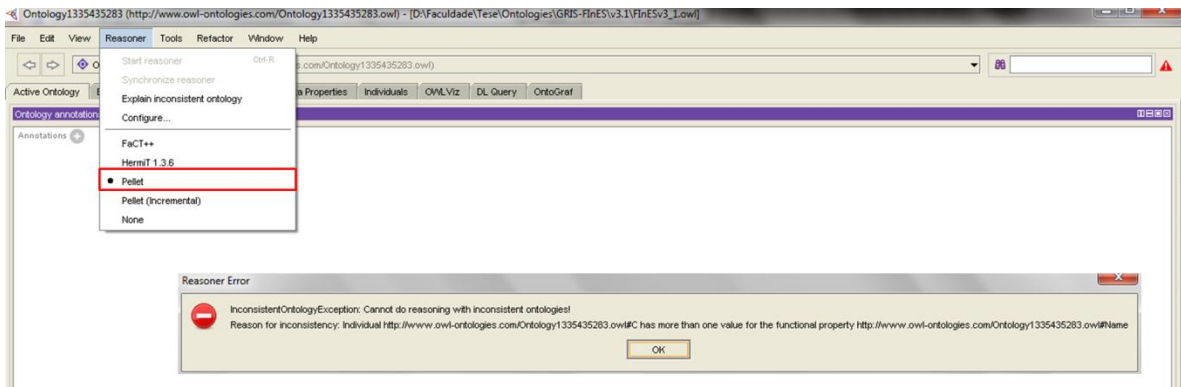 Ontology1335435283 (http://www.owl-ontologies.com/Ontology1335435283.owl) - [D:\Faculdade\Tese\Ontologies\GRIS-FInES\v3.1\FInESv3_1.owl]
File Edit View Reasoner Tools Refactor Window Help
Start reasoner Ctrl-R
s.com/Ontology1335435283.owl)
Synchronize reasoner
Active Ontology E a Properties Individuals OWLViz DL Query OntoGraf
Explain inconsistent ontology
Ontology annotation
Configure...
Annotations
FaCT++
HermiT 1.3.6
Pellet
Pellet (Incremental)
None
Reasoner Error
InconsistentOntologyException: Cannot do reasoning with inconsistent ontologies!
Reason for inconsistency: Individual http://www.owl-ontologies.com/Ontology1335435283.owl#C has more than one value for the functional property http://www.owl-ontologies.com/Ontology1335435283.owl#Name
OK